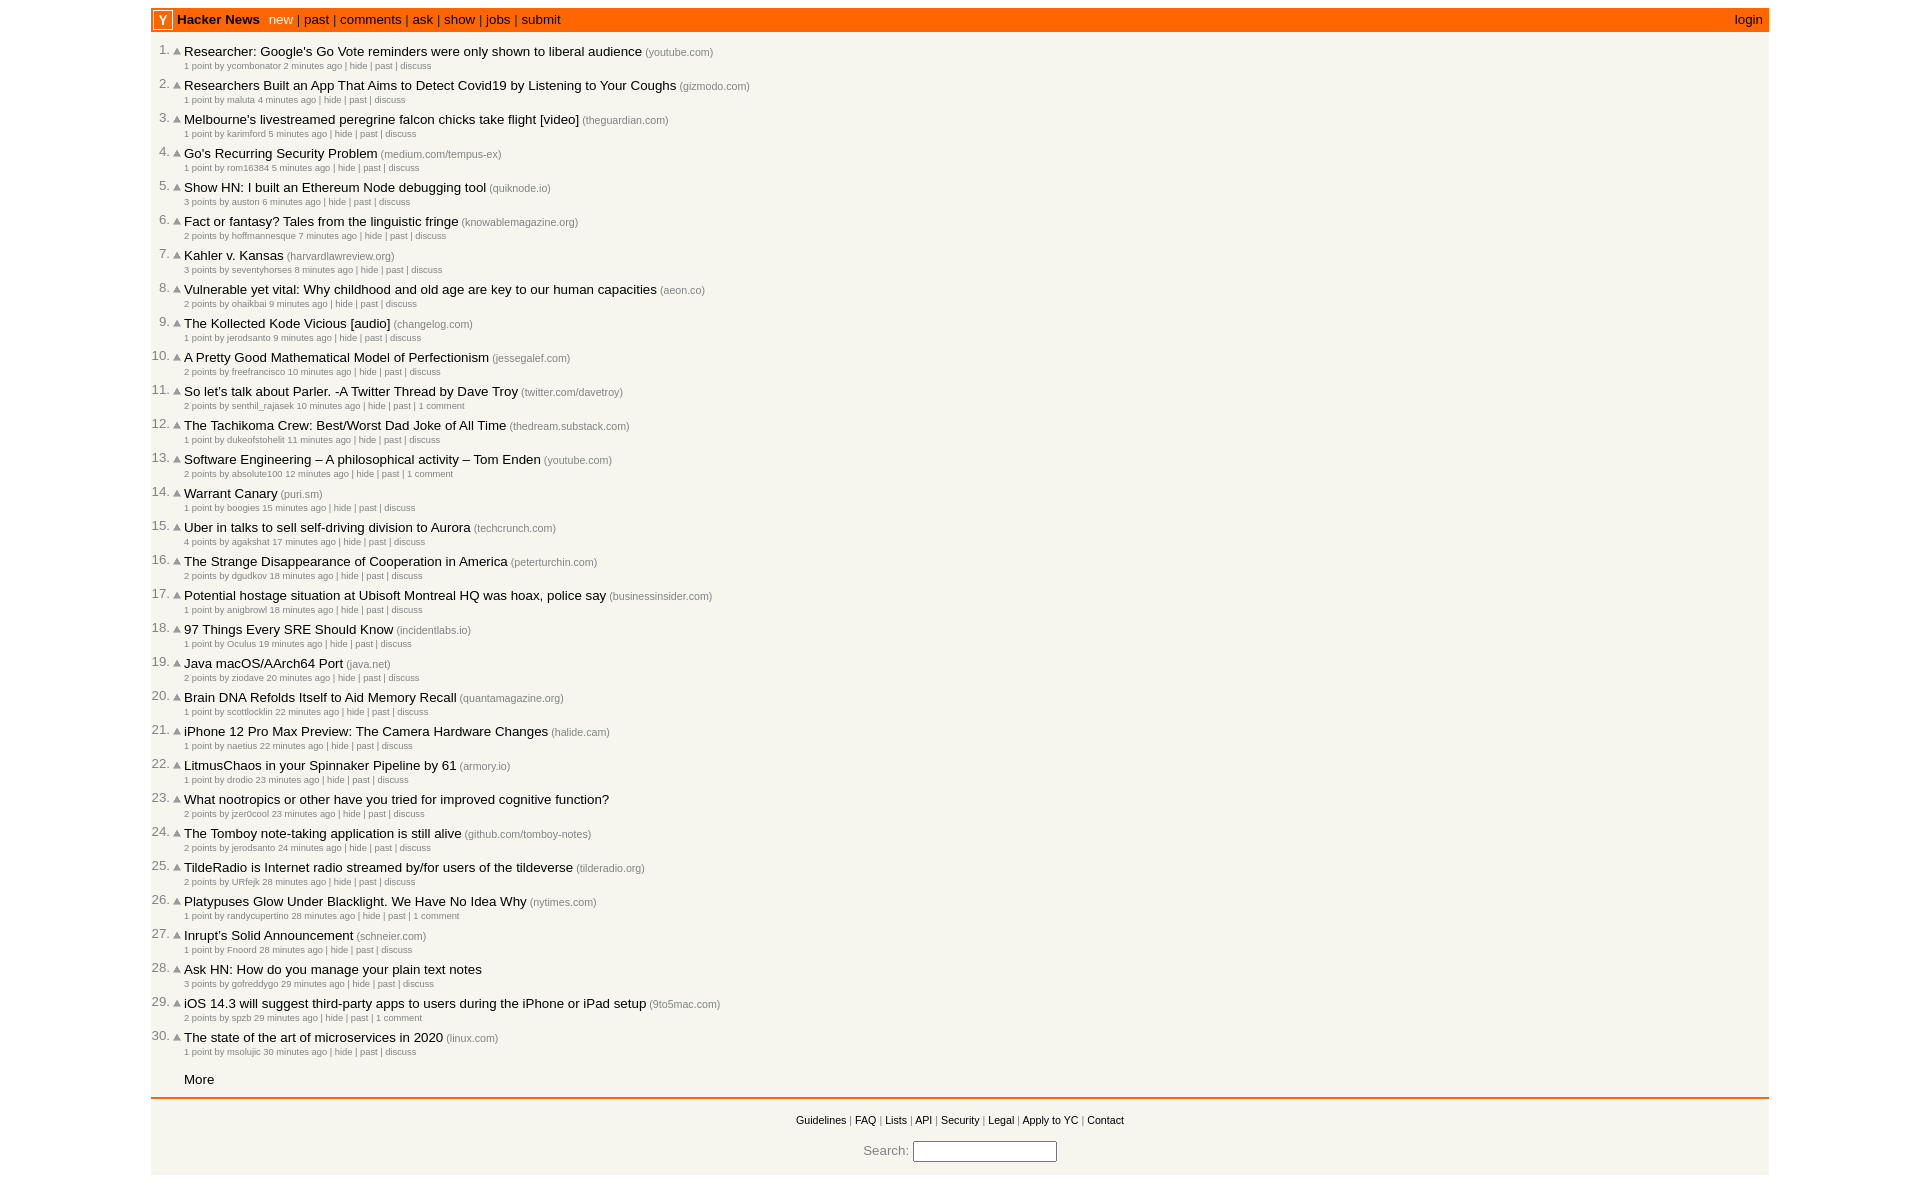 Y Hacker News new | past | comments | ask | show | jobs | submit login
1. Researcher: Google's Go Vote reminders were only shown to liberal audience (youtube.com)
1 point by ycombonator 2 minutes ago | hide | past | discuss
2. Researchers Built an App That Aims to Detect Covid19 by Listening to Your Coughs (gizmodo.com)
1 point by maluta 4 minutes ago | hide | past | discuss
3. Melbourne's livestreamed peregrine falcon chicks take flight [video] (theguardian.com)
1 point by karimford 5 minutes ago | hide | past | discuss
4. Go's Recurring Security Problem (medium.com/tempus-ex)
1 point by rom16384 5 minutes ago | hide | past | discuss
5. Show HN: I built an Ethereum Node debugging tool (quiknode.io)
3 points by auston 6 minutes ago | hide | past | discuss
6. Fact or fantasy? Tales from the linguistic fringe (knowablemagazine.org)
2 points by hoffmannesque 7 minutes ago | hide | past | discuss
7. Kahler v. Kansas (harvardlawreview.org)
3 points by seventyhorses 8 minutes ago | hide | past | discuss
8. Vulnerable yet vital: Why childhood and old age are key to our human capacities (aeon.co)
2 points by ohaikbai 9 minutes ago | hide | past | discuss
9. The Kollected Kode Vicious [audio] (changelog.com)
1 point by jerodsanto 9 minutes ago | hide | past | discuss
10. A Pretty Good Mathematical Model of Perfectionism (jessegalef.com)
2 points by freefrancisco 10 minutes ago | hide | past | discuss
11. So let's talk about Parler. -A Twitter Thread by Dave Troy (twitter.com/davetroy)
2 points by senthil_rajasek 10 minutes ago | hide | past | 1 comment
12. The Tachikoma Crew: Best/Worst Dad Joke of All Time (thedream.substack.com)
1 point by dukeofstohelit 11 minutes ago | hide | past | discuss
13. Software Engineering – A philosophical activity – Tom Enden (youtube.com)
2 points by absolute100 12 minutes ago | hide | past | 1 comment
14. Warrant Canary (puri.sm)
1 point by boogies 15 minutes ago | hide | past | discuss
15. Uber in talks to sell self-driving division to Aurora (techcrunch.com)
4 points by agakshat 17 minutes ago | hide | past | discuss
16. The Strange Disappearance of Cooperation in America (peterturchin.com)
2 points by dgudkov 18 minutes ago | hide | past | discuss
17. Potential hostage situation at Ubisoft Montreal HQ was hoax, police say (businessinsider.com)
1 point by anigbrowl 18 minutes ago | hide | past | discuss
18. 97 Things Every SRE Should Know (incidentlabs.io)
1 point by Oculus 19 minutes ago | hide | past | discuss
19. Java macOS/AArch64 Port (java.net)
2 points by ziodave 20 minutes ago | hide | past | discuss
20. Brain DNA Refolds Itself to Aid Memory Recall (quantamagazine.org)
1 point by scottlocklin 22 minutes ago | hide | past | discuss
21. iPhone 12 Pro Max Preview: The Camera Hardware Changes (halide.cam)
1 point by naetius 22 minutes ago | hide | past | discuss
22. LitmusChaos in your Spinnaker Pipeline by 61 (armory.io)
1 point by drodio 23 minutes ago | hide | past | discuss
23. What nootropics or other have you tried for improved cognitive function?
2 points by jzer0cool 23 minutes ago | hide | past | discuss
24. The Tomboy note-taking application is still alive (github.com/tomboy-notes)
2 points by jerodsanto 24 minutes ago | hide | past | discuss
25. TildeRadio is Internet radio streamed by/for users of the tildeverse (tilderadio.org)
2 points by URfejk 28 minutes ago | hide | past | discuss
26. Platypuses Glow Under Blacklight. We Have No Idea Why (nytimes.com)
1 point by randycupertino 28 minutes ago | hide | past | 1 comment
27. Inrupt's Solid Announcement (schneier.com)
1 point by Fnoord 28 minutes ago | hide | past | discuss
28. Ask HN: How do you manage your plain text notes
3 points by gofreddygo 29 minutes ago | hide | past | discuss
29. iOS 14.3 will suggest third-party apps to users during the iPhone or iPad setup (9to5mac.com)
2 points by spzb 29 minutes ago | hide | past | 1 comment
30. The state of the art of microservices in 2020 (linux.com)
1 point by msolujic 30 minutes ago | hide | past | discuss
More
Guidelines | FAQ | Lists | API | Security | Legal | Apply to YC | Contact
Search: